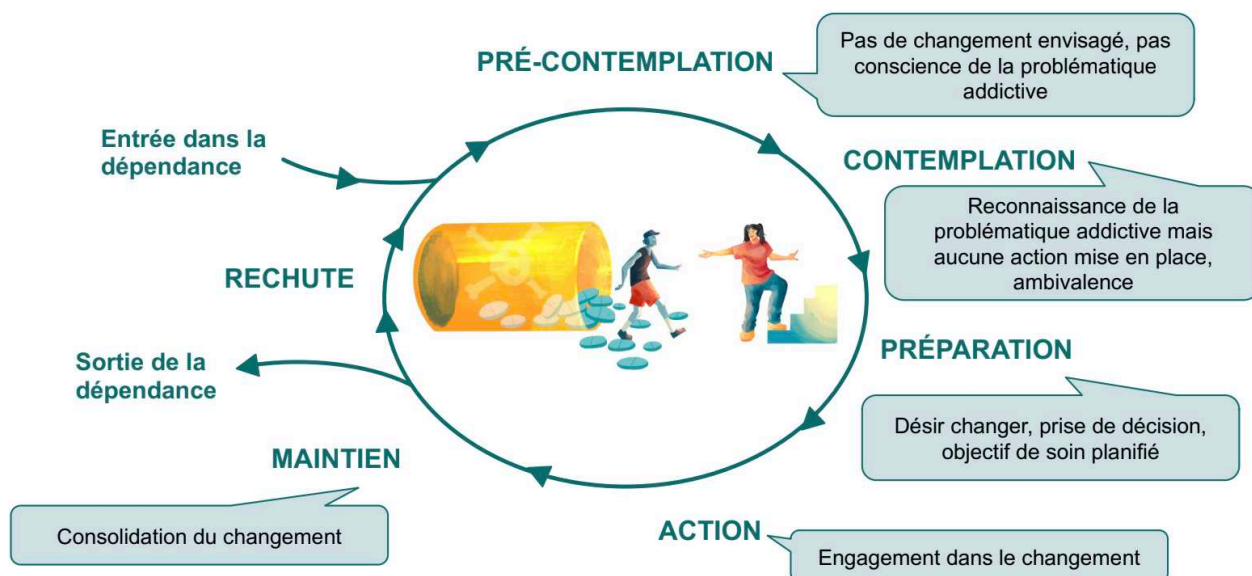 PRÉ-CONTEMPLATION
Pas de changement envisagé, pas
conscience de la problématique
addictive
Entrée dans la
dépendance
CONTEMPLATION
Reconnaissance de la
problématique addictive mais
aucune action mise en place,
ambivalence
RECHUTE
PRÉPARATION
Désir changer, prise de décision,
objectif de soin planifié
Sortie de la
dépendance
MAINTIEN
Consolidation du changement
ACTION
Engagement dans le changement